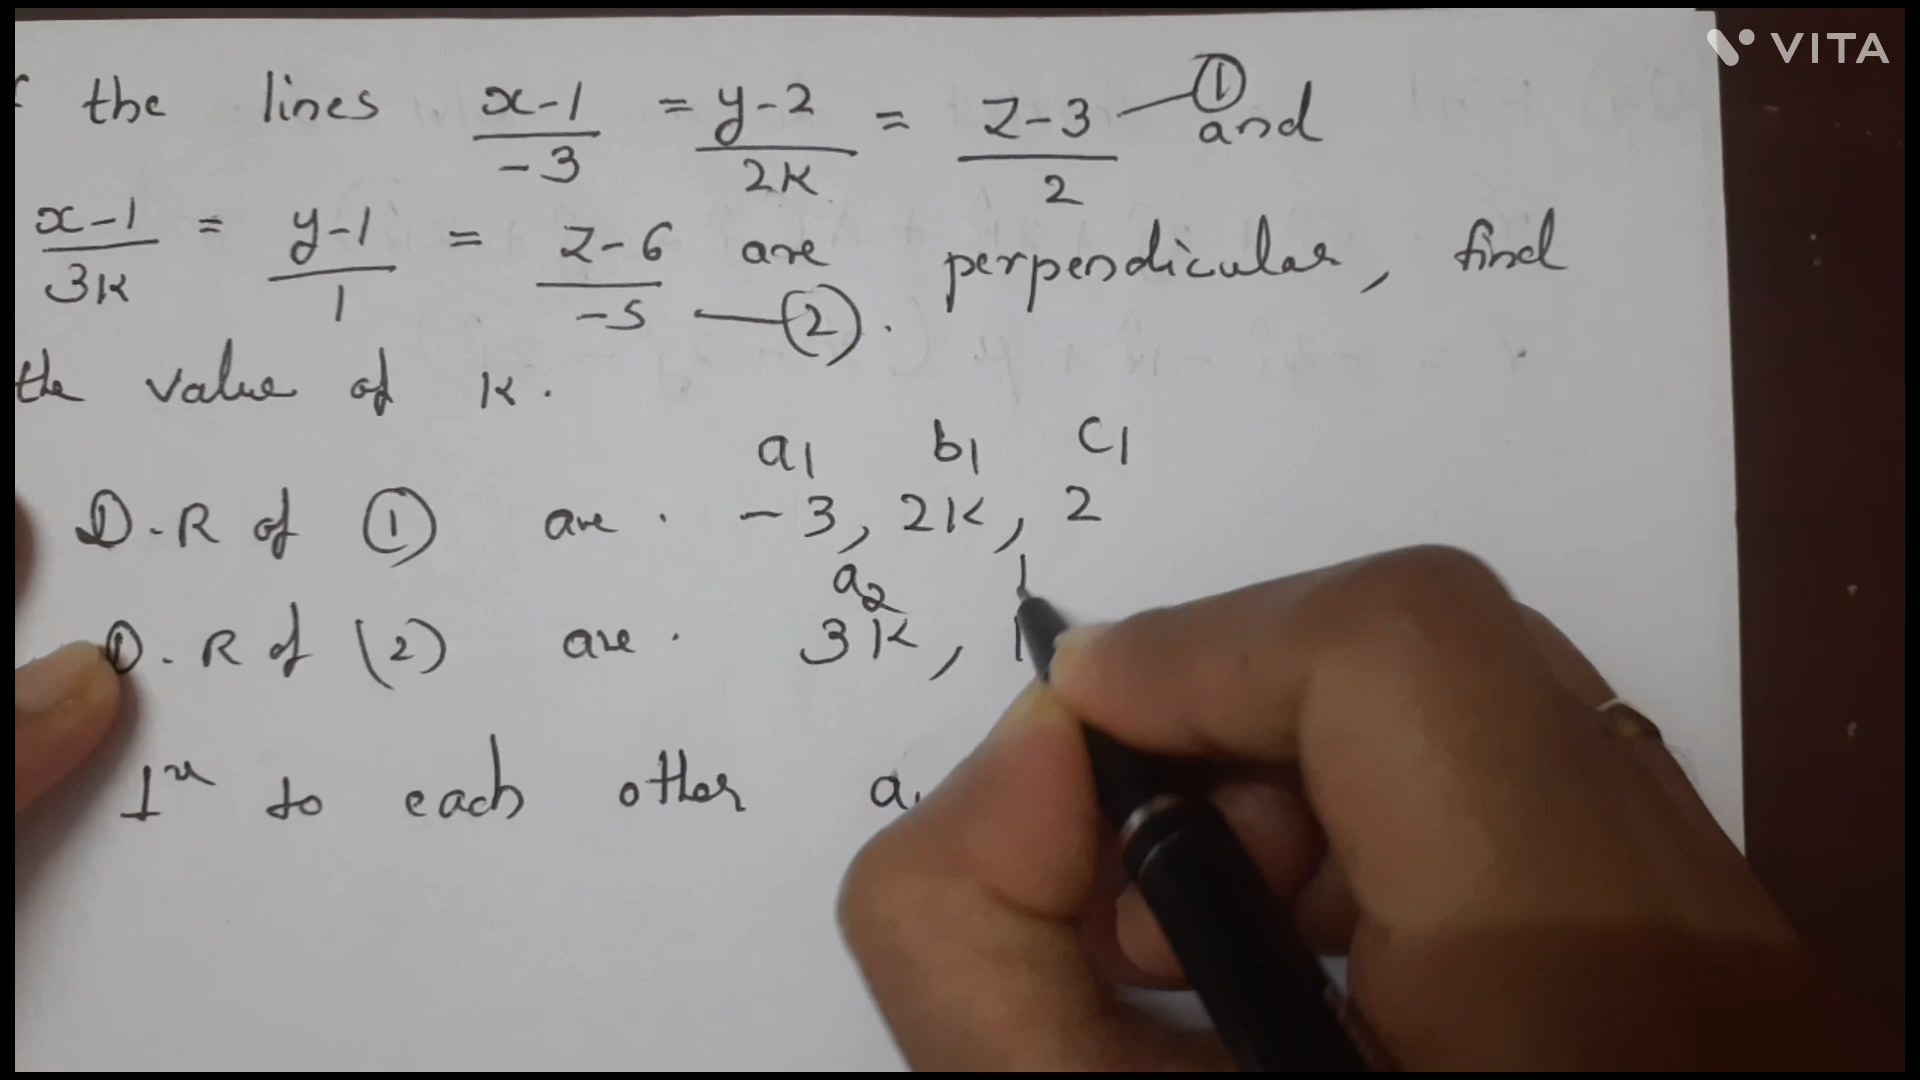 the lines x-1/-3 = y-2/2k = z-3/2 — ① and
x-1/3k = y-1/1 = z-6/-5 — ②. are perpendicular, find
the value of k.
a1 b1 c1
D.R of ① are. -3, 2k, 2
a2
D.R of (2) are. 3k, 1
to each other a
VITA